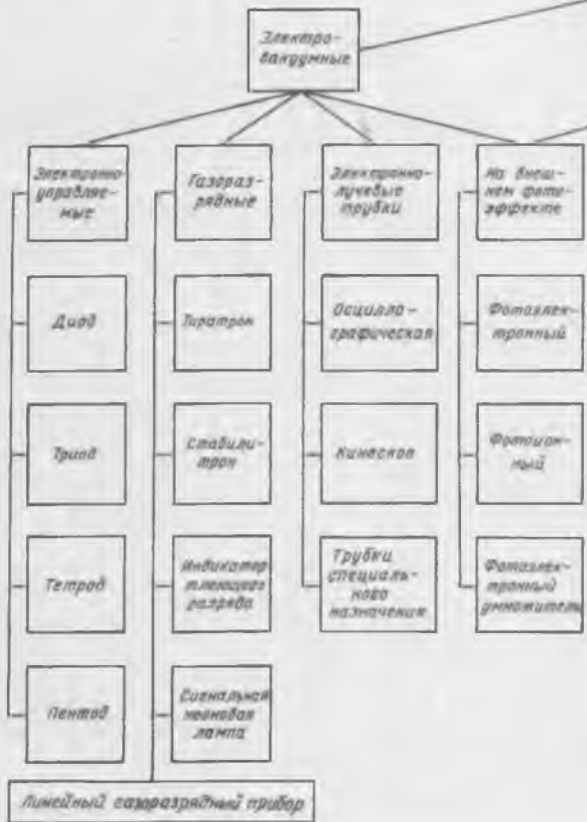 Электро-
вакуумные
Электронно
управляе-
мые
Диод
Триод
Тетрод
Пентод
Газораз-
рядные
Тиратрон
Стабили-
трон
Индикатор
тлеющего
разряда
Сигнальная
неоновая
лампа
Линейный газоразрядный прибор
Электронно-
лучевые
трубки
Осцилло-
графическая
Кинескоп
Трубки
специаль-
ного
назначения
На внеш-
нем фото-
эффекте
Фотоэлек-
тронный
Фотоион-
ный
Фотоэлек-
тронный
умножитель